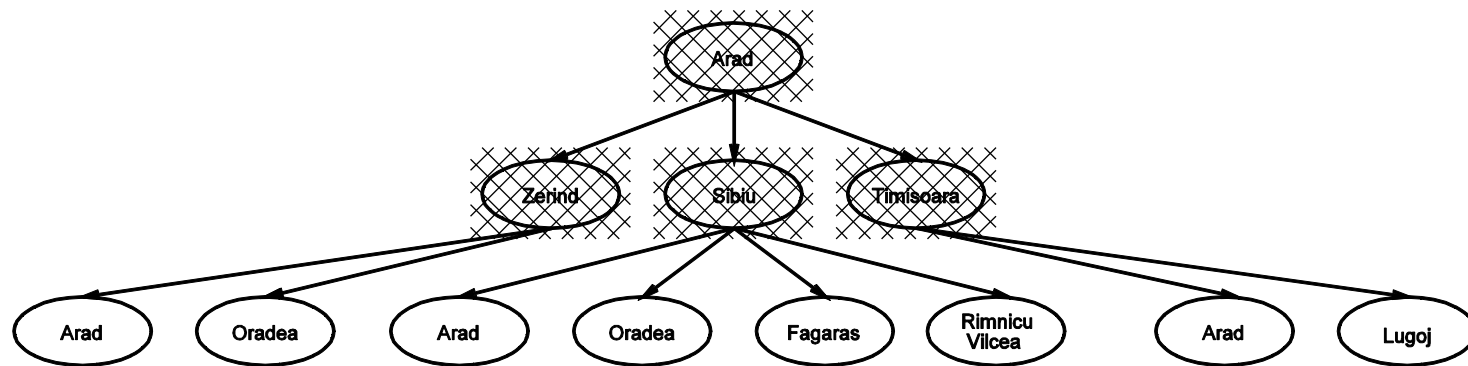 Arad
Zerind
Sibiu
Timisoara
Arad
Oradea
Arad
Oradea
Fagaras
Rimnicu
Vilcea
Arad
Lugoj